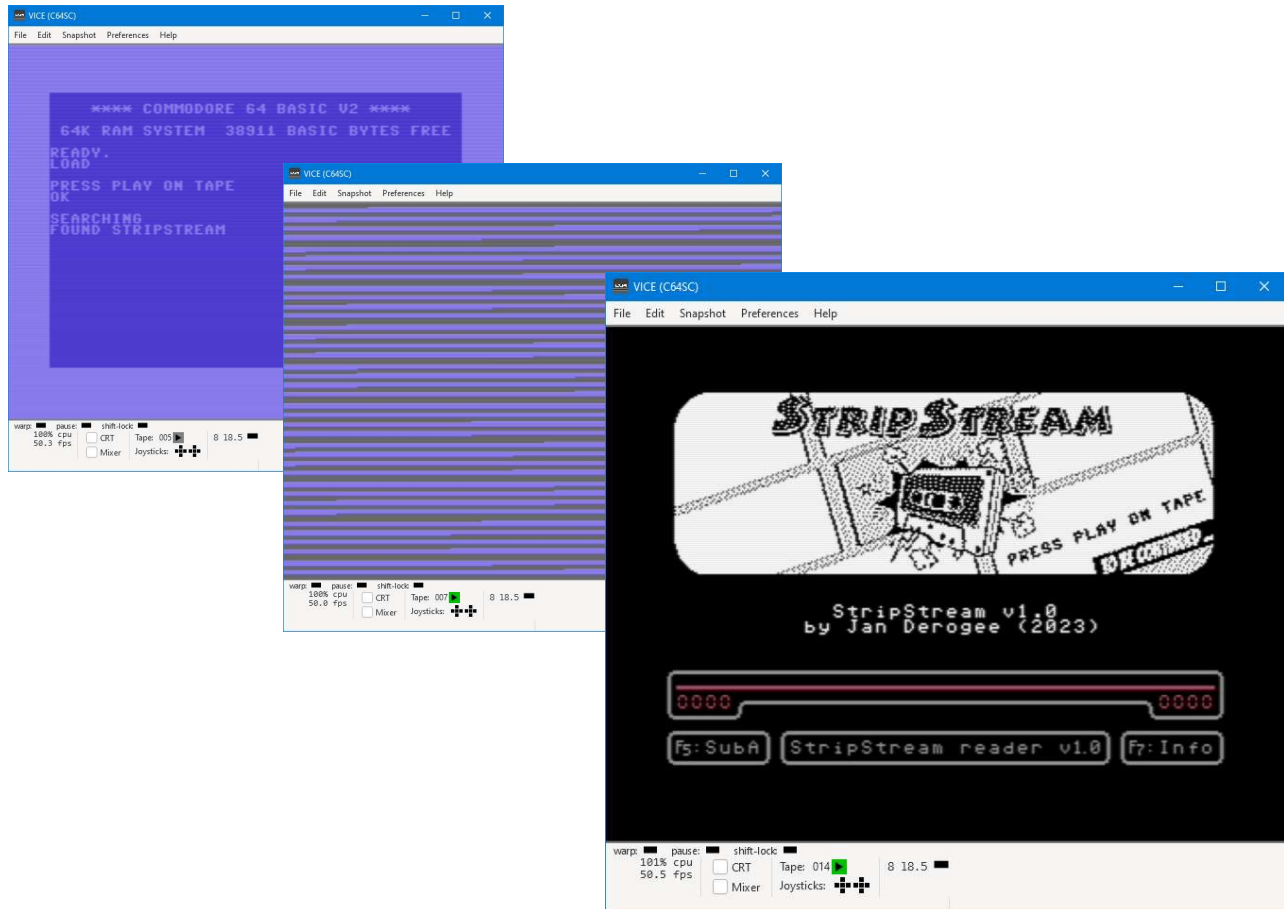 VICE (C64SC)
File Edit Snapshot Preferences Help
**** COMMODORE 64 BASIC V2 ****
64K RAM SYSTEM 38911 BASIC BYTES FREE
READY.
LOAD
PRESS PLAY ON TAPE
OK
SEARCHING
FOUND STRIPSTREAM
warp: pause: shift-lock:
100% cpu CRT Tape: 005 8 18.5
50.3 fps Mixer Joysticks:
VICE (C64SC)
File Edit Snapshot Preferences Help
warp: pause: shift-lock:
100% cpu CRT Tape: 007 8 18.5
50.0 fps Mixer Joysticks:
VICE (C64SC)
File Edit Snapshot Preferences Help
STRIPSTREAM
PRESS PLAY ON TAPE
StripStream v1.0
by Jan Derogee (2023)
0000 0000
F5:SubA StripStream reader v1.0 F7:Info
warp: pause: shift-lock:
101% cpu CRT Tape: 014 8 18.5
50.5 fps Mixer Joysticks: